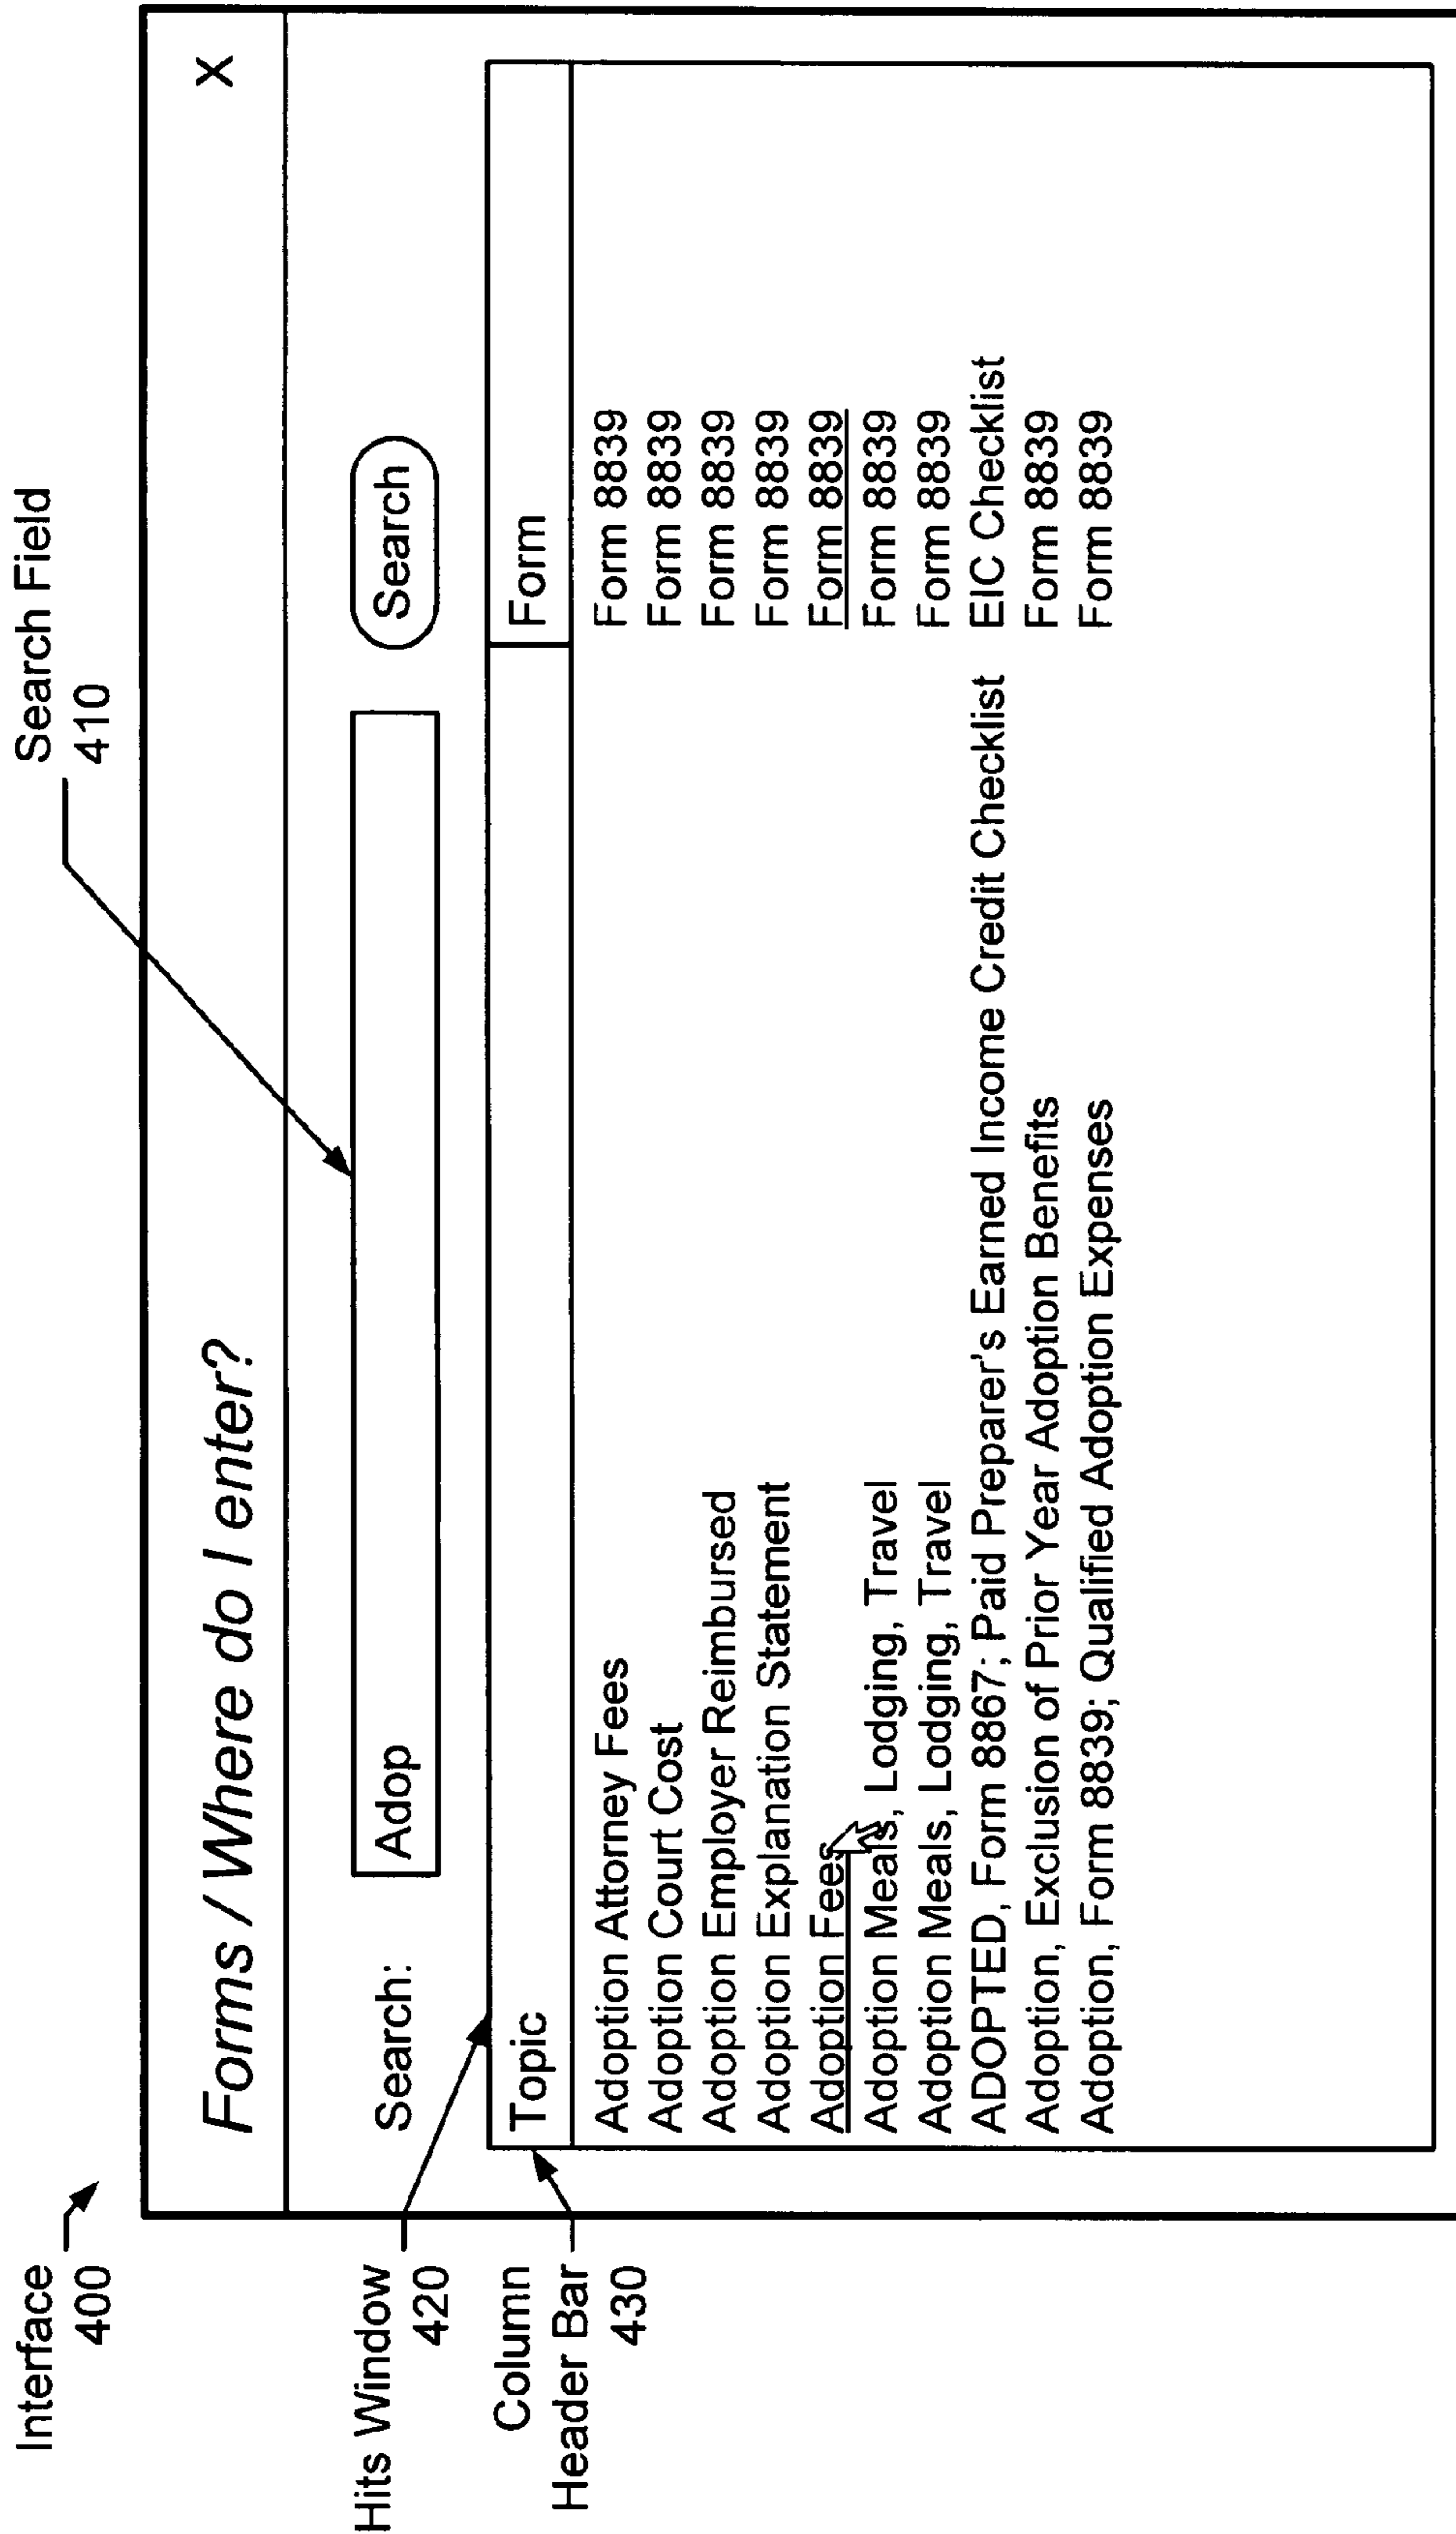 Interface
400
Search Field
410
Forms / Where do I enter? X
Search: Adop Search
Hits Window
420
Column
Header Bar
430
Topic Form
Adoption Attorney Fees Form 8839
Adoption Court Cost Form 8839
Adoption Employer Reimbursed Form 8839
Adoption Explanation Statement Form 8839
Adoption Fees Form 8839
Adoption Meals, Lodging, Travel Form 8839
Adoption Meals, Lodging, Travel Form 8839
ADOPTED, Form 8867; Paid Preparer's Earned Income Credit Checklist EIC Checklist
Adoption, Exclusion of Prior Year Adoption Benefits Form 8839
Adoption, Form 8839; Qualified Adoption Expenses Form 8839